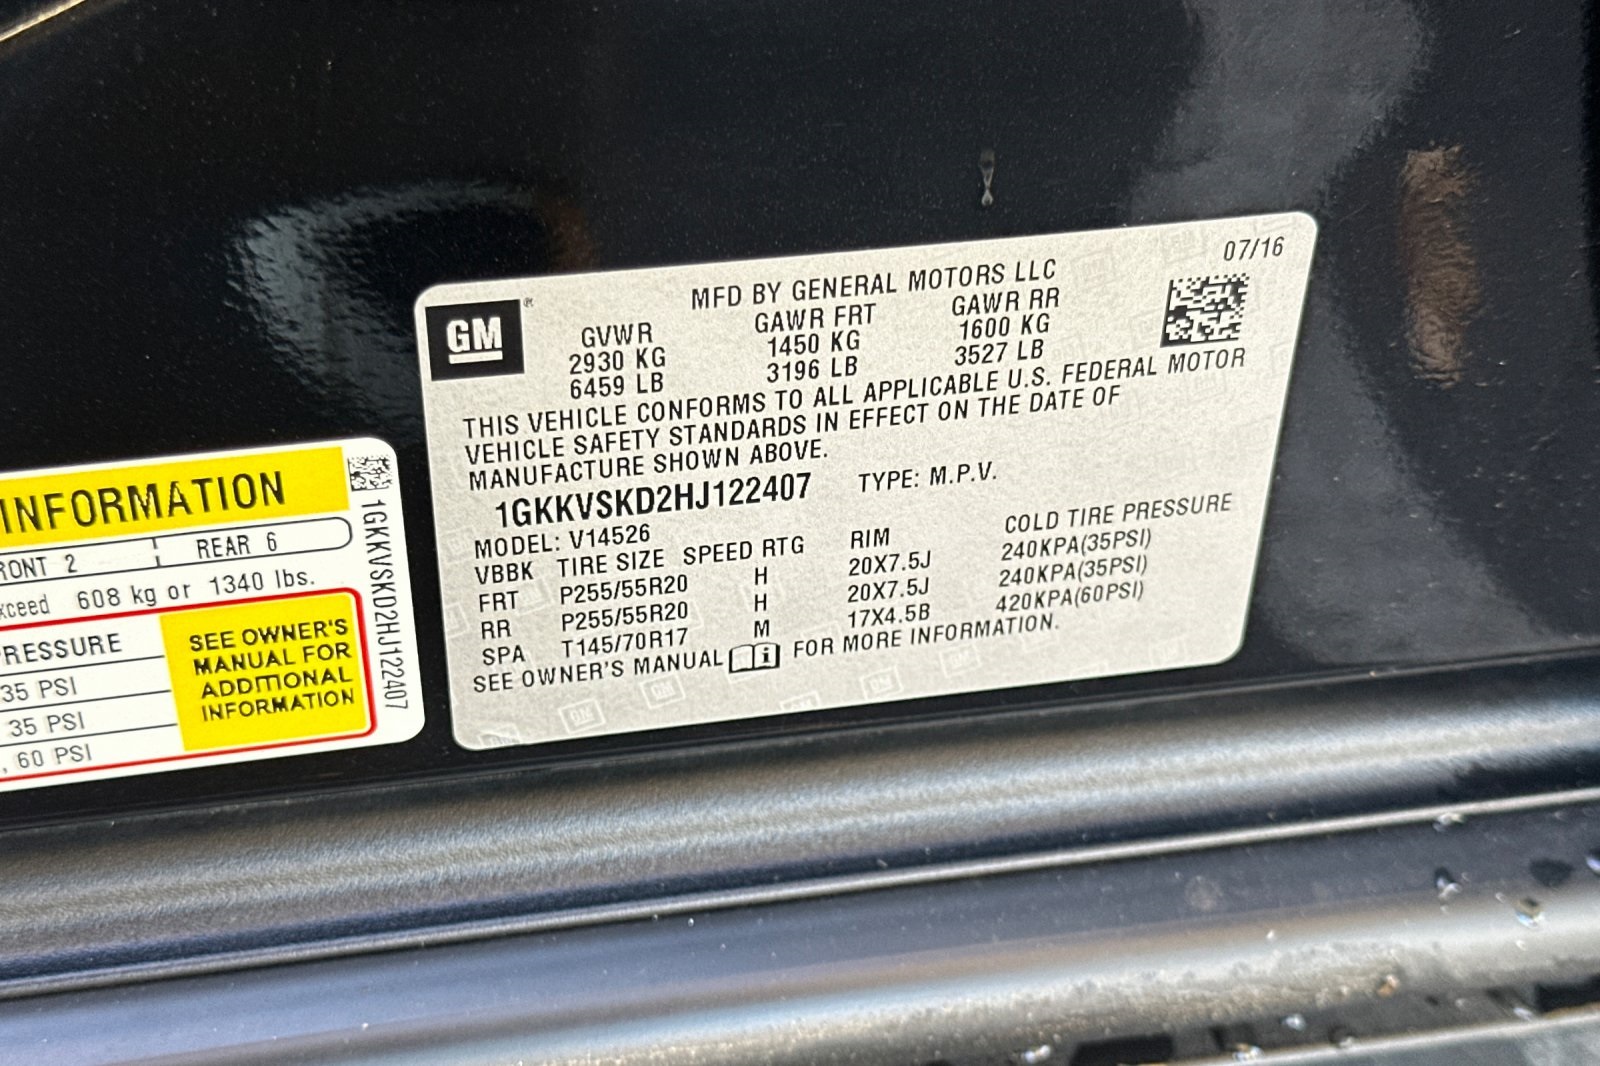 MFD BY GENERAL MOTORS LLC 07/16
GM®
GVWR GAWR FRT GAWR RR
2930 KG 1450 KG 1600 KG
6459 LB 3196 LB 3527 LB
THIS VEHICLE CONFORMS TO ALL APPLICABLE U.S. FEDERAL MOTOR
VEHICLE SAFETY STANDARDS IN EFFECT ON THE DATE OF
MANUFACTURE SHOWN ABOVE.
1GKKVSKD2HJ122407 TYPE: M.P.V.
MODEL: V14526
VBBK TIRE SIZE SPEED RTG RIM COLD TIRE PRESSURE
FRT P255/55R20 H 20X7.5J 240KPA(35PSI)
RR P255/55R20 H 20X7.5J 240KPA(35PSI)
SPA T145/70R17 M 17X4.5B 420KPA(60PSI)
SEE OWNER'S MANUAL FOR MORE INFORMATION.
INFORMATION
RONT 2 REAR 6
xceed 608 kg or 1340 lbs.
RESSURE
35 PSI
35 PSI
, 60 PSI
SEE OWNER'S
MANUAL FOR
ADDITIONAL
INFORMATION
1GKKVSKD2HJ122407